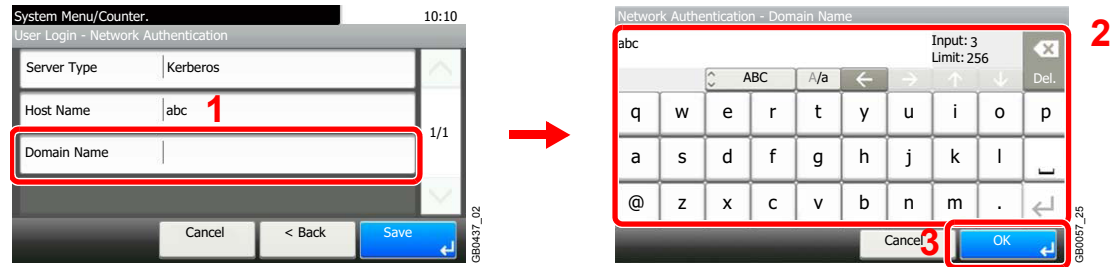 System Menu/Counter. 10:10
User Login - Network Authentication
Server Type Kerberos
Host Name abc 1
1/1
Domain Name
Cancel < Back Save
GB0437_02
Network Authentication - Domain Name
2
abc Input: 3
Limit: 256
ABC A/a Del.
q w e r t y u i o p
a s d f g h j k l
@ z x c v b n m .
Cancel 3 OK
GB0057_25